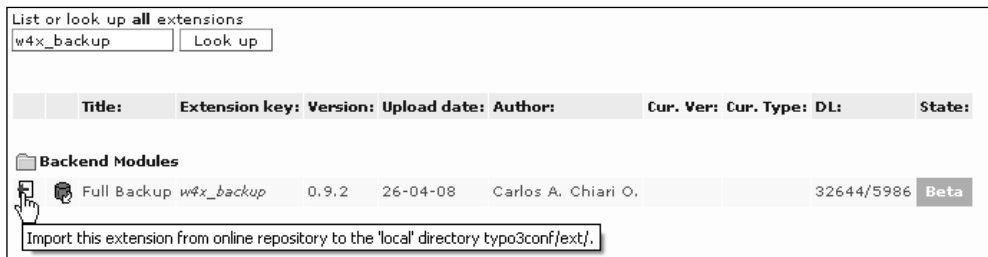 List or look up all extensions
w4x_backup Look up
Title: Extension key: Version: Upload date: Author: Cur. Ver: Cur. Type: DL: State:
Backend Modules
Full Backup w4x_backup 0.9.2 26-04-08 Carlos A. Chiari O. 32644/5986 Beta
Import this extension from online repository to the 'local' directory typo3conf/ext/.